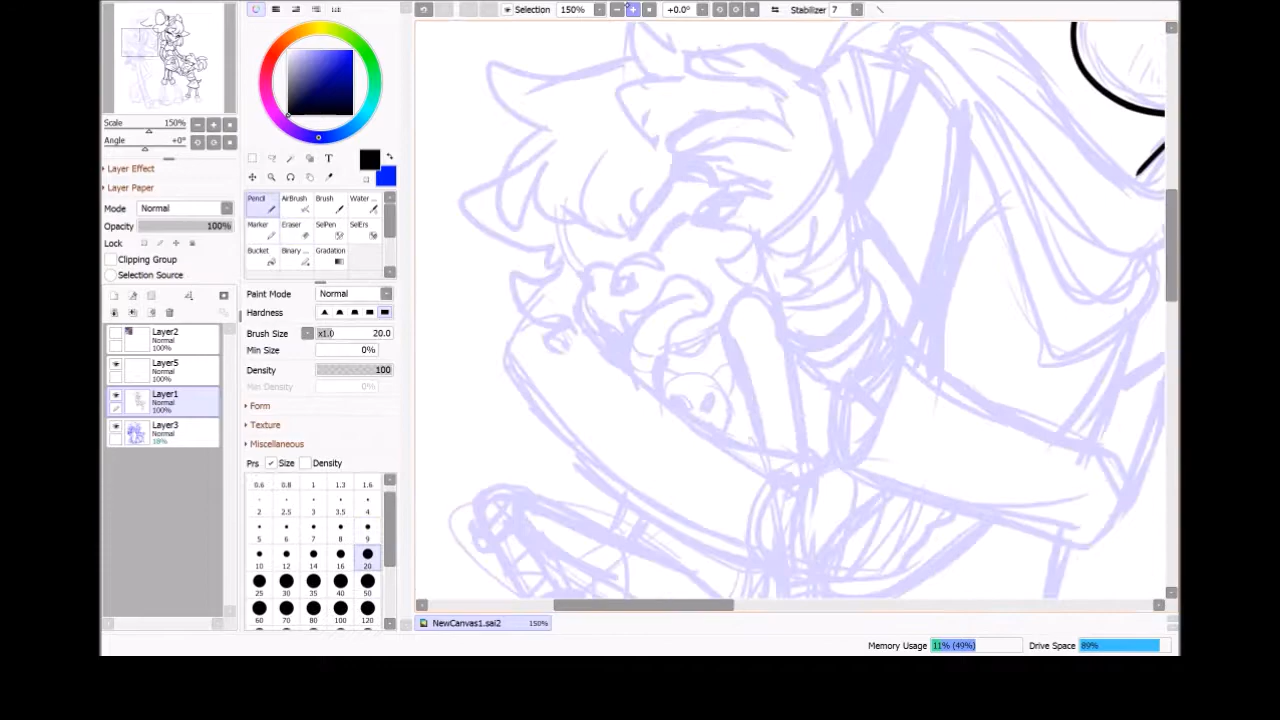 Selection 150% +0.0° Stabilizer 7
Scale 150%
Angle +0°
Layer Effect
Layer Paper
Mode Normal
Opacity 100%
Lock
Clipping Group
Selection Source
Layer2
Normal
100%
Layer5
Normal
100%
Layer1
Normal
100%
Layer3
Normal
18%
T
Pencil AirBrush Brush Water ...
Marker Eraser SelPen SelErs
Bucket Binary ... Gradation
Paint Mode Normal
Hardness
Brush Size x1.0 20.0
Min Size 0%
Density 100
Min Density 0%
Form
Texture
Miscellaneous
Prs Size Density
0.6 0.8 1 1.3 1.6
2 2.5 3 3.5 4
5 6 7 8 9
10 12 14 16 20
25 30 35 40 50
60 70 80 100 120
NewCanvas1.sai2 150%
Memory Usage 11% (49%) Drive Space 89%